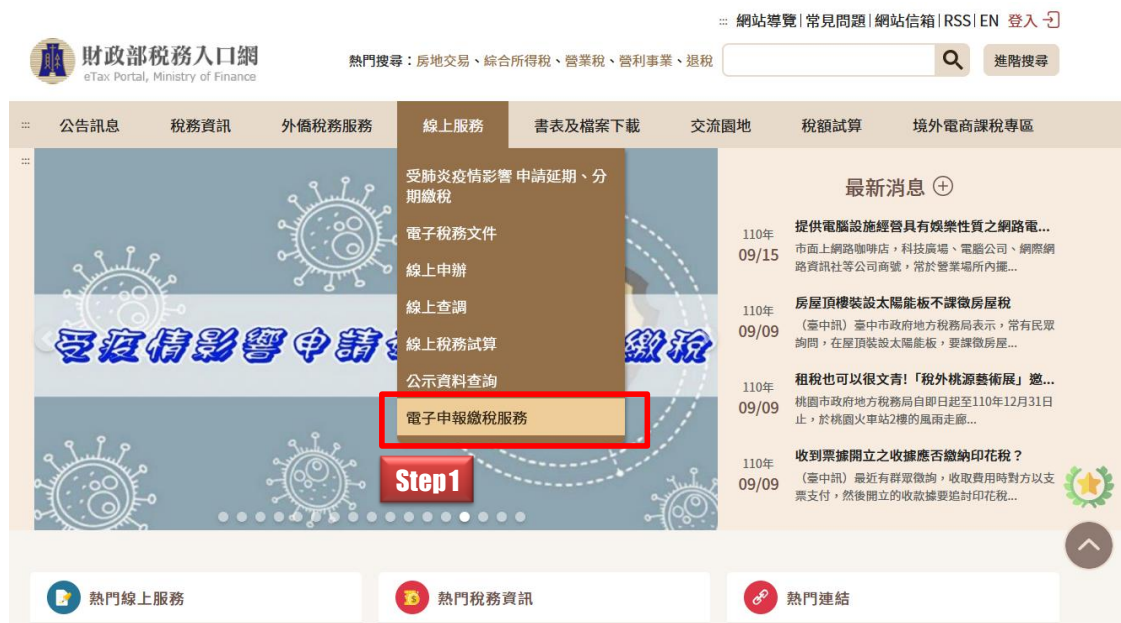 ::: 網站導覽|常見問題|網站信箱|RSS|EN 登入
財政部稅務入口網
eTax Portal, Ministry of Finance
熱門搜尋：房地交易、綜合所得稅、營業稅、營利事業、退稅
進階搜尋
::: 公告訊息 稅務資訊 外僑稅務服務 線上服務 書表及檔案下載 交流園地 稅額試算 境外電商課稅專區
:::
受肺炎疫情影響 申請延期、分
期繳稅
電子稅務文件
線上申辦
線上查調
線上稅務試算
公示資料查詢
電子申報繳稅服務
Step1
受疫情影響申請
繳稅
最新消息
110年
09/15
提供電腦設施經營具有娛樂性質之網路電...
市面上網路咖啡店，科技廣場、電腦公司、網際網
路資訊社等公司商號，常於營業場所內擺...
110年
09/09
房屋頂樓裝設太陽能板不課徵房屋稅
（臺中訊）臺中市政府地方稅務局表示，常有民眾
詢問，在屋頂裝設太陽能板，要課徵房屋...
110年
09/09
租稅也可以很文青!「稅外桃源藝術展」邀...
桃園市政府地方稅務局自即日起至110年12月31日
止，於桃園火車站2樓的風雨走廊...
110年
09/09
收到票據開立之收據應否繳納印花稅？
（臺中訊）最近有群眾徵詢，收取費用時對方以支
票支付，然後開立的收款據要追討印花稅...
熱門線上服務
熱門稅務資訊
熱門連結